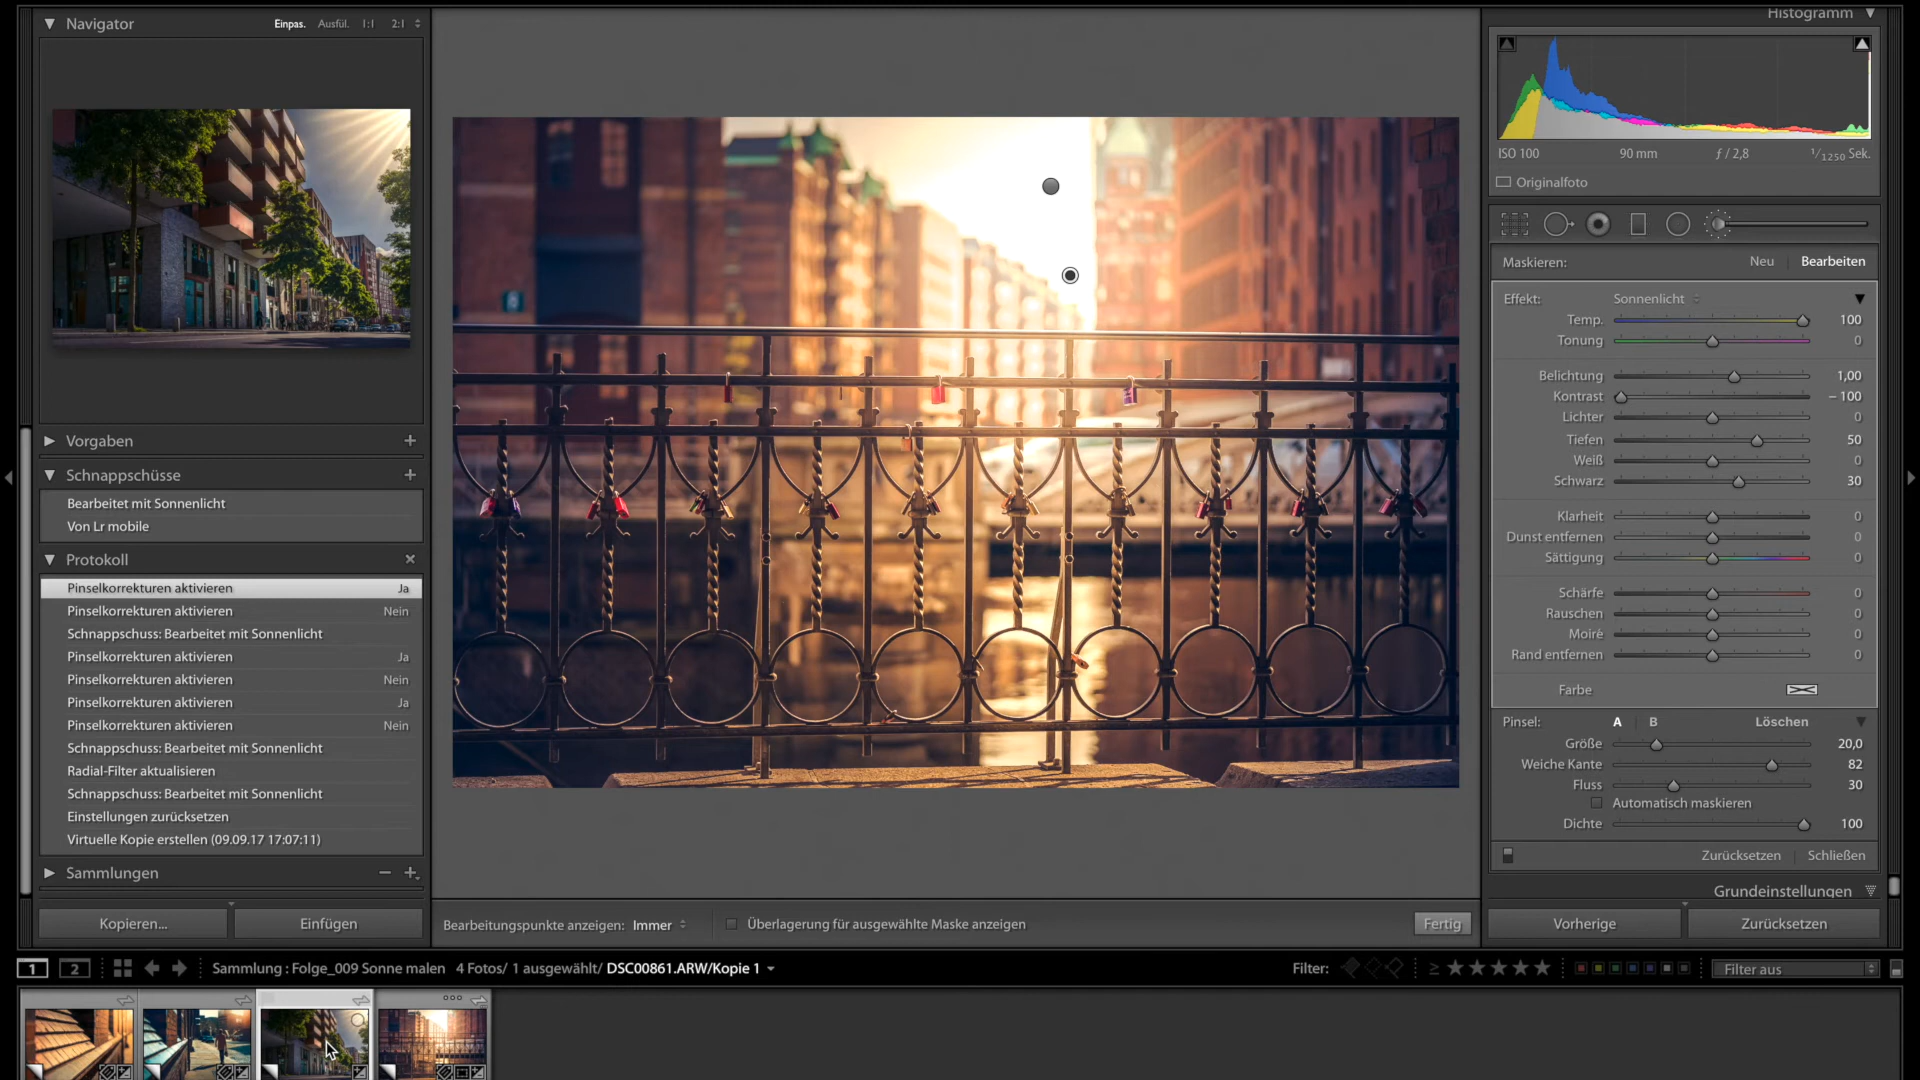 Navigator
Einpas. Ausfül. 1:1 2:1
Vorgaben
Schnappschüsse
Bearbeitet mit Sonnenlicht
Von Lr mobile
Protokoll
Pinselkorrekturen aktivieren Ja
Pinselkorrekturen aktivieren Nein
Schnappschuss: Bearbeitet mit Sonnenlicht
Pinselkorrekturen aktivieren Ja
Pinselkorrekturen aktivieren Nein
Pinselkorrekturen aktivieren Ja
Pinselkorrekturen aktivieren Nein
Schnappschuss: Bearbeitet mit Sonnenlicht
Radial-Filter aktualisieren
Schnappschuss: Bearbeitet mit Sonnenlicht
Einstellungen zurücksetzen
Virtuelle Kopie erstellen (09.09.17 17:07:11)
Sammlungen
Kopieren... Einfügen
Bearbeitungspunkte anzeigen: Immer
Überlagerung für ausgewählte Maske anzeigen
Fertig
Histogramm
ISO 100 90 mm ƒ / 2,8 1/1250 Sek.
Originalfoto
Maskieren: Neu Bearbeiten
Effekt: Sonnenlicht
Temp. 100
Tonung 0
Belichtung 1,00
Kontrast – 100
Lichter 0
Tiefen 50
Weiß 0
Schwarz 30
Klarheit 0
Dunst entfernen 0
Sättigung 0
Schärfe 0
Rauschen 0
Moiré 0
Rand entfernen 0
Farbe
Pinsel: A B Löschen
Größe 20,0
Weiche Kante 82
Fluss 30
Automatisch maskieren
Dichte 100
Zurücksetzen Schließen
Grundeinstellungen
Vorherige Zurücksetzen
1 2 Sammlung : Folge_009 Sonne malen 4 Fotos/ 1 ausgewählt/ DSC00861.ARW/Kopie 1
Filter: ≥ ★★★★★ Filter aus